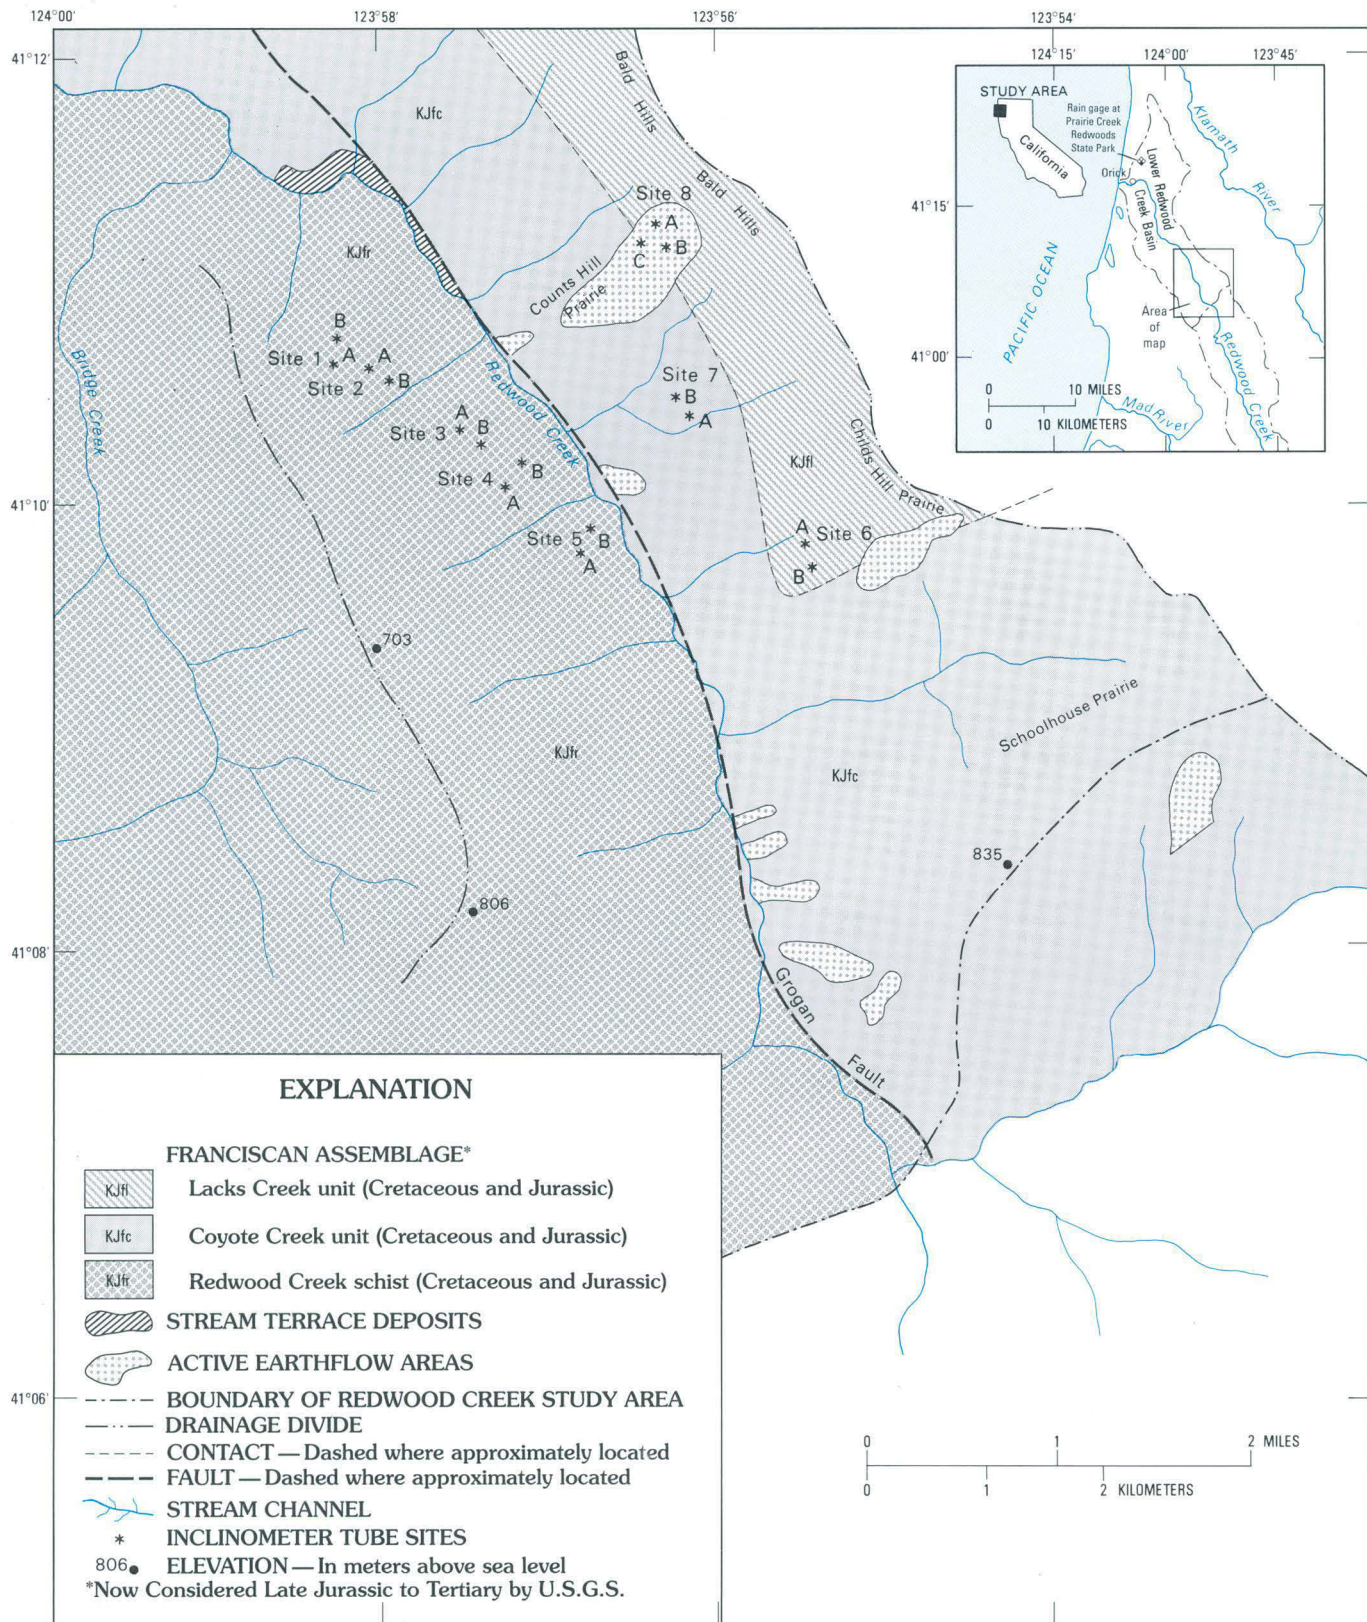 124°00′ 123°58′ 123°56′ 123°54′
41°12′
41°10′
41°08′
41°06′
124°15′ 124°00′ 123°45′
41°15′
41°00′
STUDY AREA
California
Rain gage at
Prairie Creek
Redwoods
State Park
Orick
Lower Redwood
Creek Basin
Klamath
River
PACIFIC OCEAN
Area
of
map
Redwood Creek
Mad River
0 10 MILES
0 10 KILOMETERS
Bald Hills
Bald Hills
KJfc
Site 8
A
B
C
Counts Hill
Prairie
KJfr
B
Site 1 A
A
Site 2 B
Bridge Creek
Redwood Creek
Site 7
B
A
A
Site 3 B
Site 4 B
A
Site 5 B
A
KJfl
Childs Hill Prairie
A Site 6
B
703
KJfr
806
Schoolhouse Prairie
KJfc
835
Grogan
Fault
EXPLANATION
FRANCISCAN ASSEMBLAGE*
KJfl Lacks Creek unit (Cretaceous and Jurassic)
KJfc Coyote Creek unit (Cretaceous and Jurassic)
KJfr Redwood Creek schist (Cretaceous and Jurassic)
STREAM TERRACE DEPOSITS
ACTIVE EARTHFLOW AREAS
BOUNDARY OF REDWOOD CREEK STUDY AREA
DRAINAGE DIVIDE
CONTACT — Dashed where approximately located
FAULT — Dashed where approximately located
STREAM CHANNEL
* INCLINOMETER TUBE SITES
806 ELEVATION — In meters above sea level
*Now Considered Late Jurassic to Tertiary by U.S.G.S.
0 1 2 MILES
0 1 2 KILOMETERS